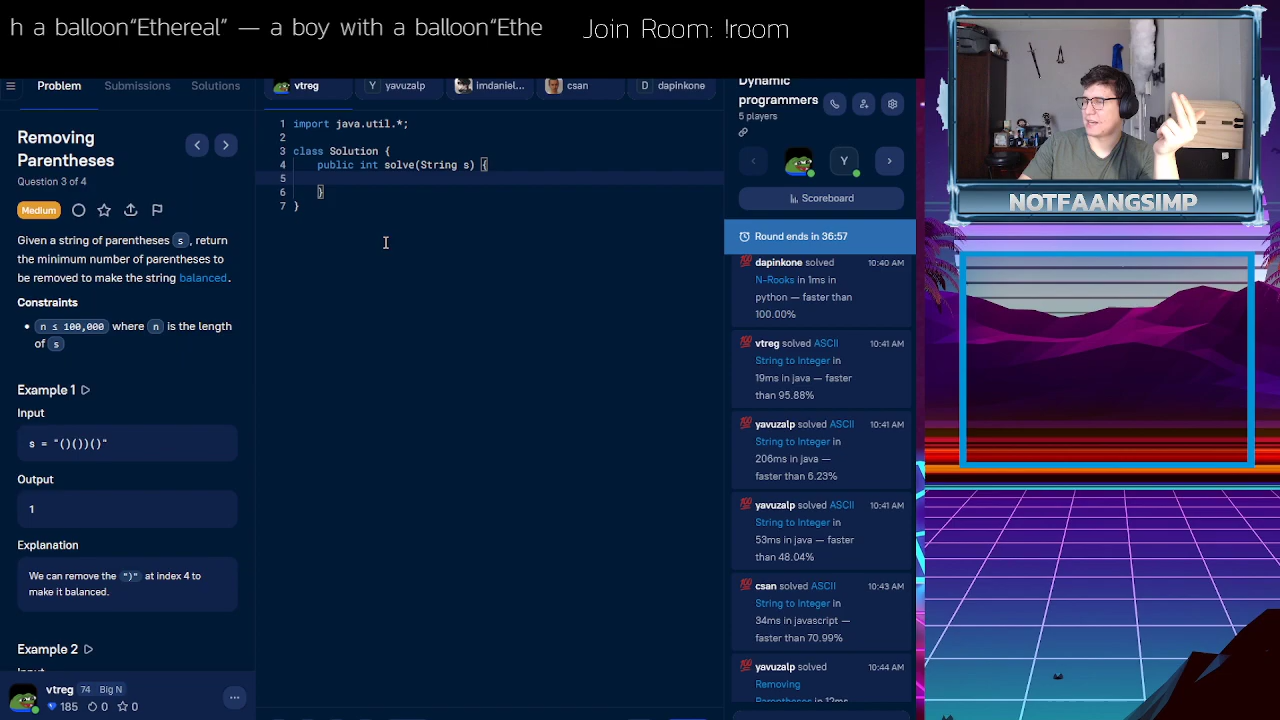 h a balloon“Ethereal” — a boy with a balloon“Ethe
Join Room: !room
Problem
Submissions
Solutions
Removing
Parentheses
Question 3 of 4
Medium
Given a string of parentheses s, return
the minimum number of parentheses to
be removed to make the string balanced.
Constraints
• n ≤ 100,000 where n is the length
of s
Example 1
Input
s = "()())()"
Output
1
Explanation
We can remove the ")" at index 4 to
make it balanced.
Example 2
vtreg 74 Big N
185 0 0
vtreg
Y yavuzalp
imdaniel...
csan
D dapinkone
1 import java.util.*;
2
3 class Solution {
4 public int solve(String s) {
5
6 }
7 }
Dynamic
programmers
5 players
Y
Scoreboard
Round ends in 36:57
dapinkone solved 10:40 AM
N-Rooks in 1ms in
python — faster than
100.00%
vtreg solved ASCII 10:41 AM
String to Integer in
19ms in java — faster
than 95.88%
yavuzalp solved ASCII 10:41 AM
String to Integer in
206ms in java —
faster than 6.23%
yavuzalp solved ASCII 10:41 AM
String to Integer in
53ms in java — faster
than 48.04%
csan solved ASCII 10:43 AM
String to Integer in
34ms in javascript —
faster than 70.99%
yavuzalp solved 10:44 AM
Removing
NOTFAANGSIMP